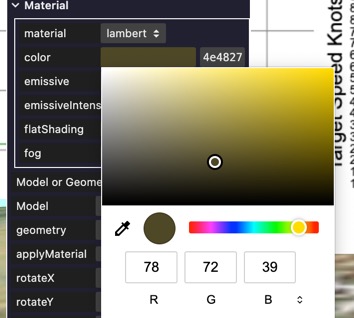 Material
material lambert
color 4e4827
emissive
emissiveIntens
flatShading
fog
Model or Geome
Model
geometry
applyMaterial
rotateX
rotateY
78 72 39
R G B
Target Speed Knots